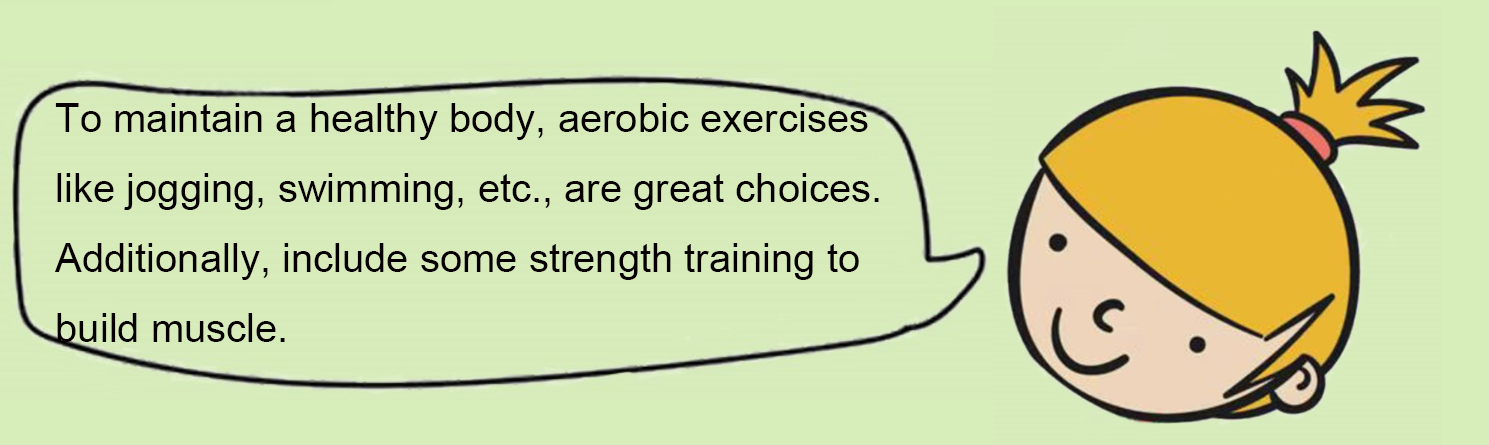 To maintain a healthy body, aerobic exercises
like jogging, swimming, etc., are great choices.
Additionally, include some strength training to
build muscle.